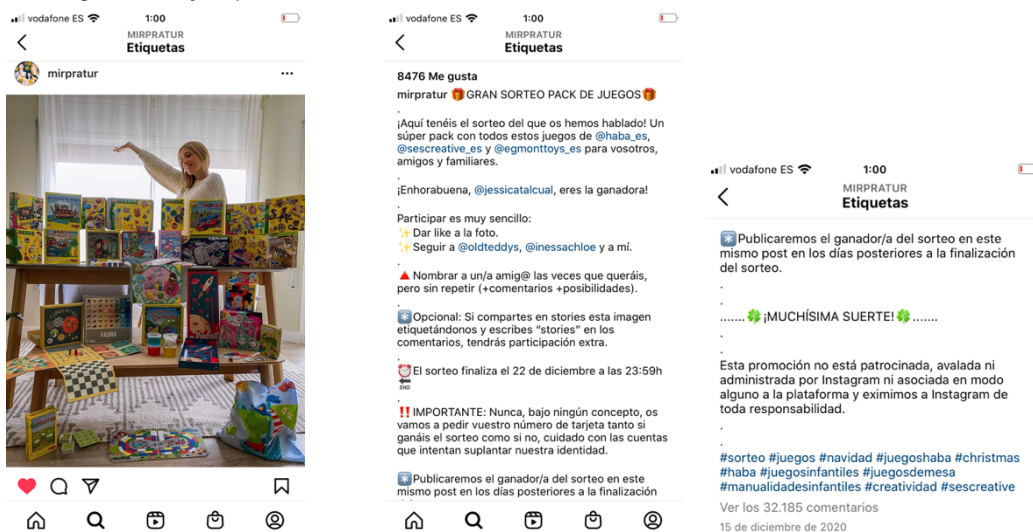 vodafone ES 1:00
MIRPRATUR
Etiquetas
mirpratur
FAUNA
vodafone ES 1:00
MIRPRATUR
Etiquetas
8476 Me gusta
mirpratur 🎁GRAN SORTEO PACK DE JUEGOS🎁
.
¡Aquí tenéis el sorteo del que os hemos hablado! Un
súper pack con todos estos juegos de @haba_es,
@sescreative_es y @egmonttoys_es para vosotros,
amigos y familiares.
.
¡Enhorabuena, @jessicatalcual, eres la ganadora!
.
Participar es muy sencillo:
✨ Dar like a la foto.
✨ Seguir a @oldteddys, @inessachloe y a mí.
.
🔺 Nombrar a un/a amig@ las veces que queráis,
pero sin repetir (+comentarios +posibilidades).
.
✳️Opcional: Si compartes en stories esta imagen
etiquetándonos y escribes “stories” en los
comentarios, tendrás participación extra.
.
⏰El sorteo finaliza el 22 de diciembre a las 23:59h
🔚
.
‼️IMPORTANTE: Nunca, bajo ningún concepto, os
vamos a pedir vuestro número de tarjeta tanto si
ganáis el sorteo como si no, cuidado con las cuentas
que intentan suplantar nuestra identidad.
.
✳️Publicaremos el ganador/a del sorteo en este
mismo post en los días posteriores a la finalización
vodafone ES 1:00
MIRPRATUR
Etiquetas
✳️Publicaremos el ganador/a del sorteo en este
mismo post en los días posteriores a la finalización
del sorteo.
.
.
.......🍀¡MUCHÍSIMA SUERTE!🍀.......
.
.
Esta promoción no está patrocinada, avalada ni
administrada por Instagram ni asociada en modo
alguno a la plataforma y eximimos a Instagram de
toda responsabilidad.
.
.
#sorteo #juegos #navidad #juegoshaba #christmas
#haba #juegosinfantiles #juegosdemesa
#manualidadesinfantiles #creatividad #sescreative
Ver los 32.185 comentarios
15 de diciembre de 2020